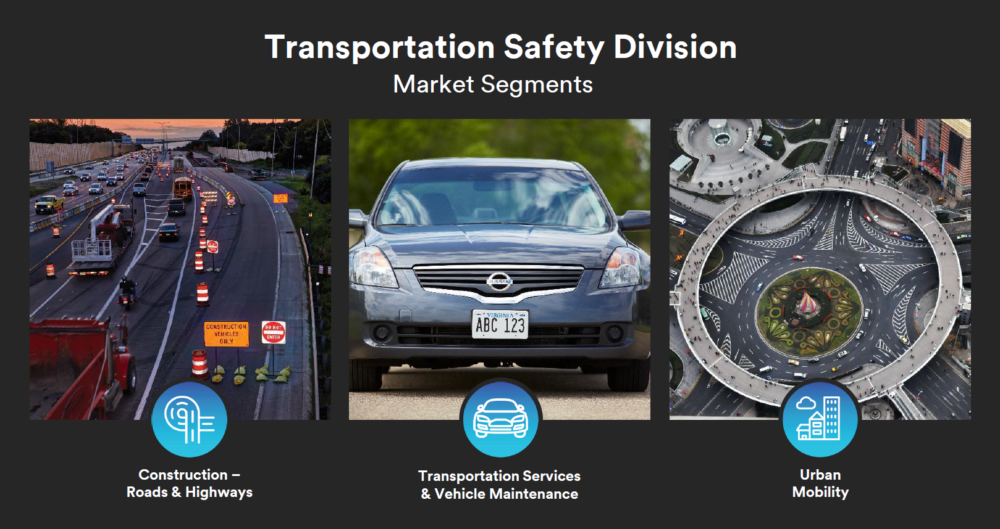 Transportation Safety Division
Market Segments
CONSTRUCTION
VEHICLES
ONLY
DO NOT
ENTER
NISSAN
VIRGINIA
ABC 123
Construction –
Roads & Highways
Transportation Services
& Vehicle Maintenance
Urban
Mobility